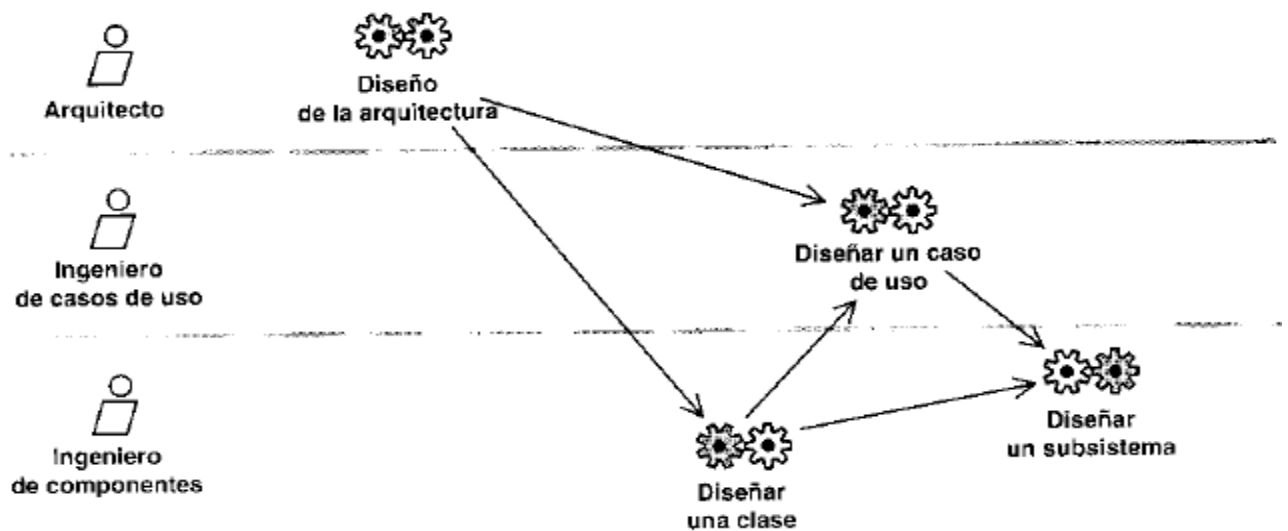 Arquitecto
Diseño
de la arquitectura
Ingeniero
de casos de uso
Diseñar un caso
de uso
Ingeniero
de componentes
Diseñar
una clase
Diseñar
un subsistema